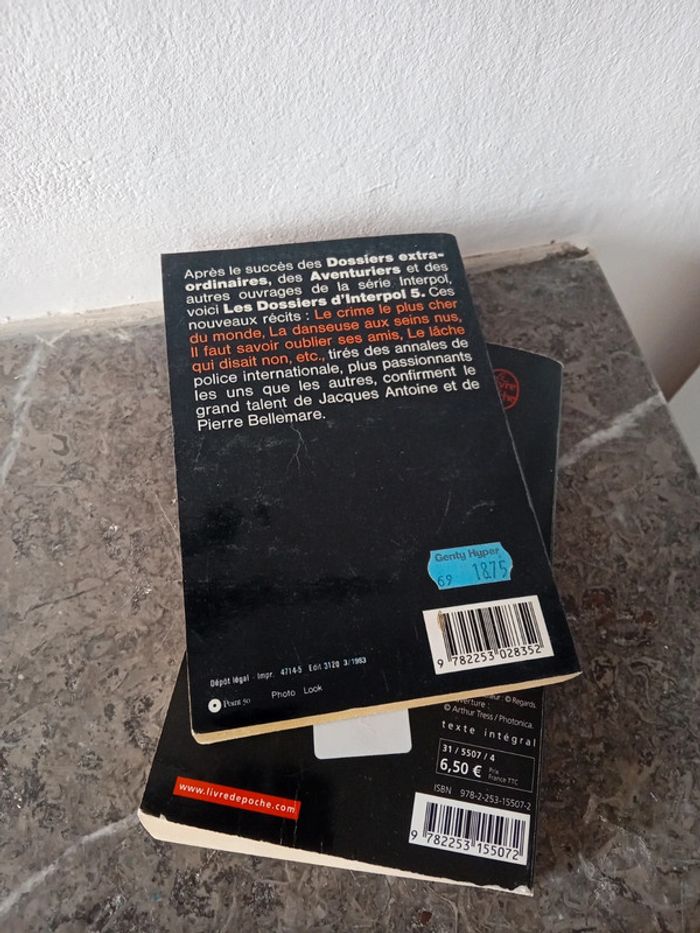 Après le succès des Dossiers extra-
ordinaires, des Aventuriers et des
autres ouvrages de la série Interpol,
voici Les Dossiers d'Interpol 5. Ces
nouveaux récits : Le crime le plus cher
du monde, La danseuse aux seins nus,
Il faut savoir oublier ses amis, Le lâche
qui disait non, etc., tirés des annales de
police internationale, plus passionnants
les uns que les autres, confirment le
grand talent de Jacques Antoine et de
Pierre Bellemare.
Genty Hyper
69 1875
9 782253 028352
Dépôt légal - Impr. 4714-5 Edit 3120 3/1983
Point 50
Photo Look
: © Regards.
© Arthur Tress / Photonica.
texte intégral
31 / 5507 / 4
6,50 € Prix
France TTC
ISBN 978-2-253-15507-2
www.livredepoche.com
9 782253 155072